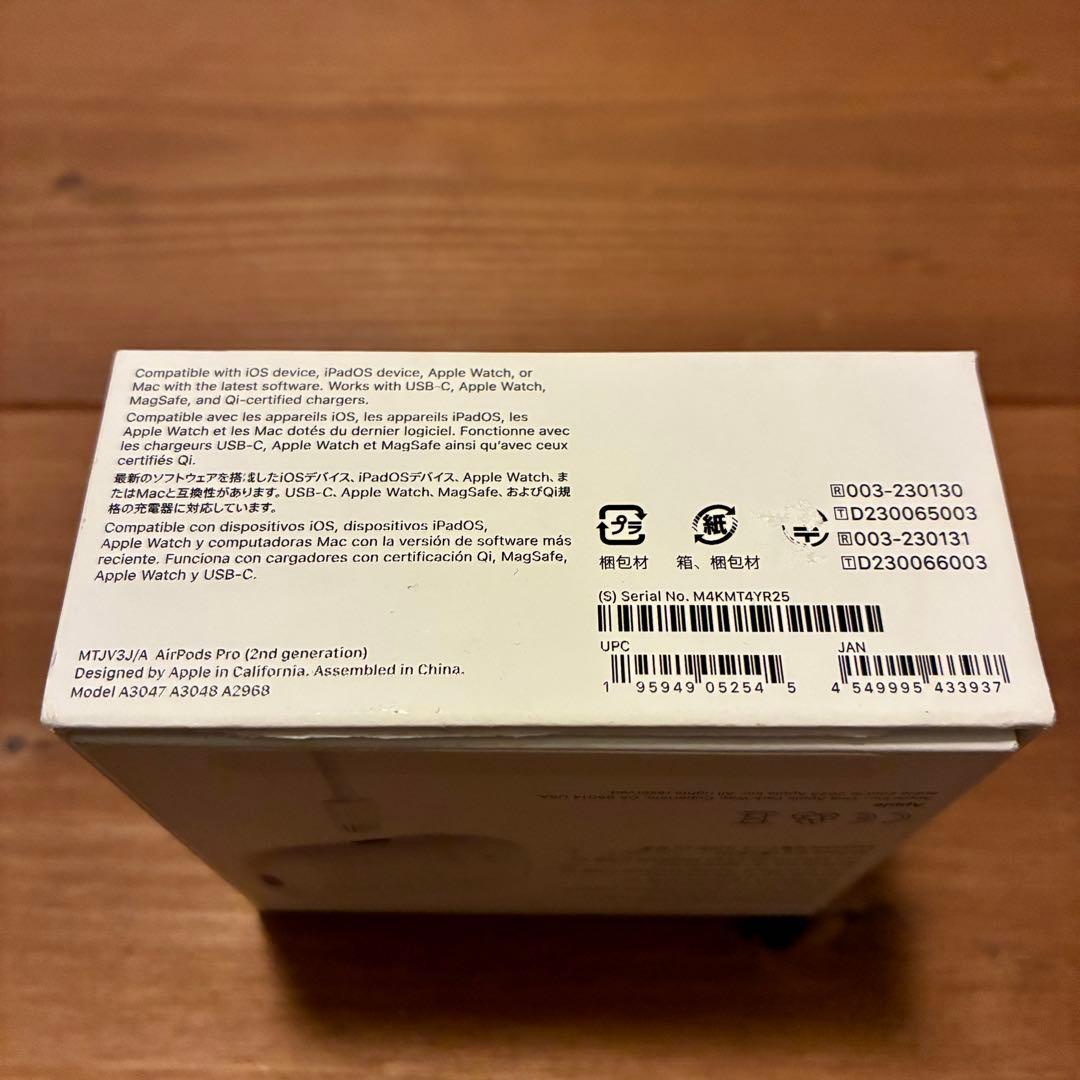 Compatible with iOS device, iPadOS device, Apple Watch, or
Mac with the latest software. Works with USB-C, Apple Watch,
MagSafe, and Qi-certified chargers.
Compatible avec les appareils iOS, les appareils iPadOS, les
Apple Watch et les Mac dotés du dernier logiciel. Fonctionne avec
les chargeurs USB-C, Apple Watch et MagSafe ainsi qu'avec ceux
certifiés Qi.
最新のソフトウェアを搭載したiOSデバイス、iPadOSデバイス、Apple Watch、ま
たはMacと互換性があります。USB-C、Apple Watch、MagSafe、およびQi規
格の充電器に対応しています。
Compatible con dispositivos iOS, dispositivos iPadOS,
Apple Watch y computadoras Mac con la versión de software más
reciente. Funciona con cargadores con certificación Qi, MagSafe,
Apple Watch y USB-C.
MTJV3J/A AirPods Pro (2nd generation)
Designed by Apple in California. Assembled in China.
Model A3047 A3048 A2968
プラ
梱包材
紙
箱、梱包材
R 003-230130
T D230065003
R 003-230131
T D230066003
(S) Serial No. M4KMT4YR25
UPC
1 95949 05254 5
JAN
4 549995 433937
Apple